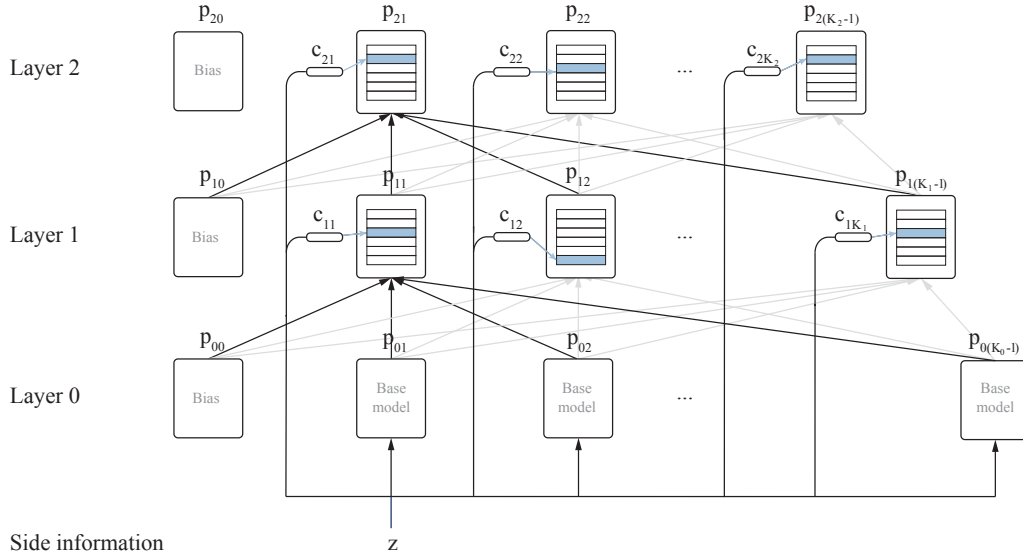 p20 p21 p22 p2(K2-1)
Layer 2 Bias c21 c22 ... c2K2
p10 p11 p12 p1(K1-1)
Layer 1 Bias c11 c12 ... c1K1
p00 p01 p02 p0(K0-1)
Layer 0 Bias Base model Base model ... Base model
Side information z